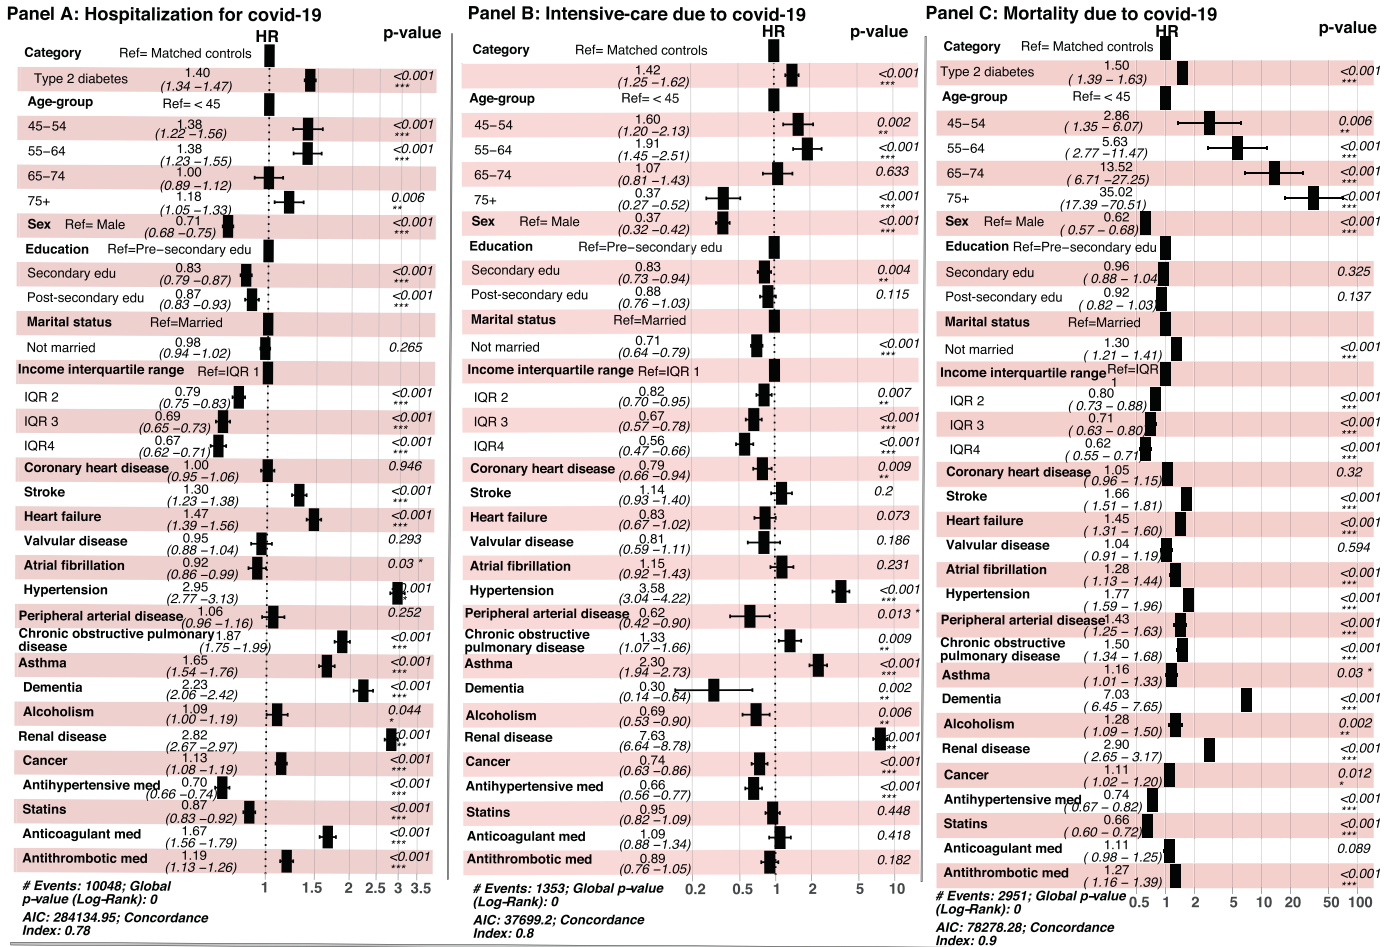 Panel A: Hospitalization for covid-19
HR
p-value
Category Ref= Matched controls
Type 2 diabetes 1.40 (1.34 −1.47) <0.001 ***
Age-group Ref= < 45
45−54 1.38 (1.22 −1.56) <0.001 ***
55−64 1.38 (1.23 −1.55) <0.001 ***
65−74 1.00 (0.89 −1.12)
75+ 1.18 (1.05 −1.33) 0.006 **
Sex Ref= Male 0.71 (0.68 −0.75) <0.001 ***
Education Ref=Pre−secondary edu
Secondary edu 0.83 (0.79 −0.87) <0.001 ***
Post-secondary edu 0.87 (0.83 −0.93) <0.001 ***
Marital status Ref=Married
Not married 0.98 (0.94 −1.02) 0.265
Income interquartile range Ref=IQR 1
IQR 2 0.79 (0.75 −0.83) <0.001 ***
IQR 3 0.69 (0.65 −0.73) <0.001 ***
IQR4 0.67 (0.62 −0.71) <0.001 ***
Coronary heart disease 1.00 (0.95 −1.06) 0.946
Stroke 1.30 (1.23 −1.38) <0.001 ***
Heart failure 1.47 (1.39 −1.56) <0.001 ***
Valvular disease 0.95 (0.88 −1.04) 0.293
Atrial fibrillation 0.92 (0.86 −0.99) 0.03 *
Hypertension 2.95 (2.77 −3.13)
Peripheral arterial disease 1.06 (0.96 −1.16) 0.252
Chronic obstructive pulmonary disease 1.87 (1.75 −1.99) <0.001 ***
Asthma 1.65 (1.54 −1.76) <0.001 ***
Dementia 2.23 (2.06 −2.42) <0.001 ***
Alcoholism 1.09 (1.00 −1.19) 0.044 *
Renal disease 2.82 (2.67 −2.97)
Cancer 1.13 (1.08 −1.19) <0.001 ***
Antihypertensive med 0.70 (0.66 −0.74) <0.001 ***
Statins 0.87 (0.83 −0.92) <0.001 ***
Anticoagulant med 1.67 (1.56 −1.79) <0.001 ***
Antithrombotic med 1.19 (1.13 −1.26) <0.001 ***
1 1.5 2 2.5 3 3.5
# Events: 10048; Global
p-value (Log-Rank): 0
AIC: 284134.95; Concordance
Index: 0.78
Panel B: Intensive-care due to covid-19
HR
p-value
Category Ref= Matched controls
1.42 (1.25 −1.62) <0.001 ***
Age-group Ref= < 45
45−54 1.60 (1.20 −2.13) 0.002 **
55−64 1.91 (1.45 −2.51) <0.001 ***
65−74 1.07 (0.81 −1.43) 0.633
75+ 0.37 (0.27 −0.52) <0.001 ***
Sex Ref= Male 0.37 (0.32 −0.42) <0.001 ***
Education Ref=Pre−secondary edu
Secondary edu 0.83 (0.73 −0.94) 0.004 **
Post-secondary edu 0.88 (0.76 −1.03) 0.115
Marital status Ref=Married
Not married 0.71 (0.64 −0.79) <0.001 ***
Income interquartile range Ref=IQR 1
IQR 2 0.82 (0.70 −0.95) 0.007 **
IQR 3 0.67 (0.57 −0.78) <0.001 ***
IQR4 0.56 (0.47 −0.66) <0.001 ***
Coronary heart disease 0.79 (0.66 −0.94) 0.009 **
Stroke 1.14 (0.93 −1.40) 0.2
Heart failure 0.83 (0.67 −1.02) 0.073
Valvular disease 0.81 (0.59 −1.11) 0.186
Atrial fibrillation 1.15 (0.92 −1.43) 0.231
Hypertension 3.58 (3.04 −4.22) <0.001 ***
Peripheral arterial disease 0.62 (0.42 −0.90) 0.013 *
Chronic obstructive pulmonary disease 1.33 (1.07 −1.66) 0.009 **
Asthma 2.30 (1.94 −2.73) <0.001 ***
Dementia 0.30 (0.14 −0.64) 0.002 **
Alcoholism 0.69 (0.53 −0.90) 0.006 **
Renal disease 7.63 (6.64 −8.78)
Cancer 0.74 (0.63 −0.86) <0.001 ***
Antihypertensive med 0.66 (0.56 −0.77) <0.001 ***
Statins 0.95 (0.82 −1.09) 0.448
Anticoagulant med 1.09 (0.88 −1.34) 0.418
Antithrombotic med 0.89 (0.76 −1.05) 0.182
0.2 0.5 1 2 5 10
# Events: 1353; Global p-value
(Log-Rank): 0
AIC: 37699.2; Concordance
Index: 0.8
Panel C: Mortality due to covid-19
HR
p-value
Category Ref= Matched controls
Type 2 diabetes 1.50 ( 1.39 − 1.63) <0.001 ***
Age-group Ref= < 45
45−54 2.86 ( 1.35 − 6.07) 0.006 **
55−64 5.63 ( 2.77 −11.47) <0.001 ***
65−74 13.52 ( 6.71 −27.25) <0.001 ***
75+ 35.02 (17.39 −70.51) <0.001 ***
Sex Ref= Male 0.62 ( 0.57 − 0.68) <0.001 ***
Education Ref=Pre−secondary edu
Secondary edu 0.96 ( 0.88 − 1.04 0.325
Post-secondary edu 0.92 ( 0.82 − 1.03) 0.137
Marital status Ref=Married
Not married 1.30 ( 1.21 − 1.41) <0.001 ***
Income interquartile range Ref=IQR 1
IQR 2 0.80 ( 0.73 − 0.88) <0.001 ***
IQR 3 0.71 ( 0.63 − 0.80) <0.001 ***
IQR4 0.62 ( 0.55 − 0.71) <0.001 ***
Coronary heart disease 1.05 ( 0.96 − 1.15) 0.32
Stroke 1.66 ( 1.51 − 1.81) <0.001 ***
Heart failure 1.45 ( 1.31 − 1.60) <0.001 ***
Valvular disease 1.04 ( 0.91 − 1.19) 0.594
Atrial fibrillation 1.28 ( 1.13 − 1.44) <0.001 ***
Hypertension 1.77 ( 1.59 − 1.96) <0.001 ***
Peripheral arterial disease 1.43 ( 1.25 − 1.63) <0.001 ***
Chronic obstructive pulmonary disease 1.50 ( 1.34 − 1.68) <0.001 ***
Asthma 1.16 ( 1.01 − 1.33) 0.03 *
Dementia 7.03 ( 6.45 − 7.65) <0.001 ***
Alcoholism 1.28 ( 1.09 − 1.50) 0.002 **
Renal disease 2.90 ( 2.65 − 3.17) <0.001 ***
Cancer 1.11 ( 1.02 − 1.20) 0.012 *
Antihypertensive med 0.74 ( 0.67 − 0.82) <0.001 ***
Statins 0.66 ( 0.60 − 0.72) <0.001 ***
Anticoagulant med 1.11 ( 0.98 − 1.25) 0.089
Antithrombotic med 1.27 ( 1.16 − 1.39) <0.001 ***
0.5 1 2 5 10 20 50 100
# Events: 2951; Global p-value
(Log-Rank): 0
AIC: 78278.28; Concordance
Index: 0.9